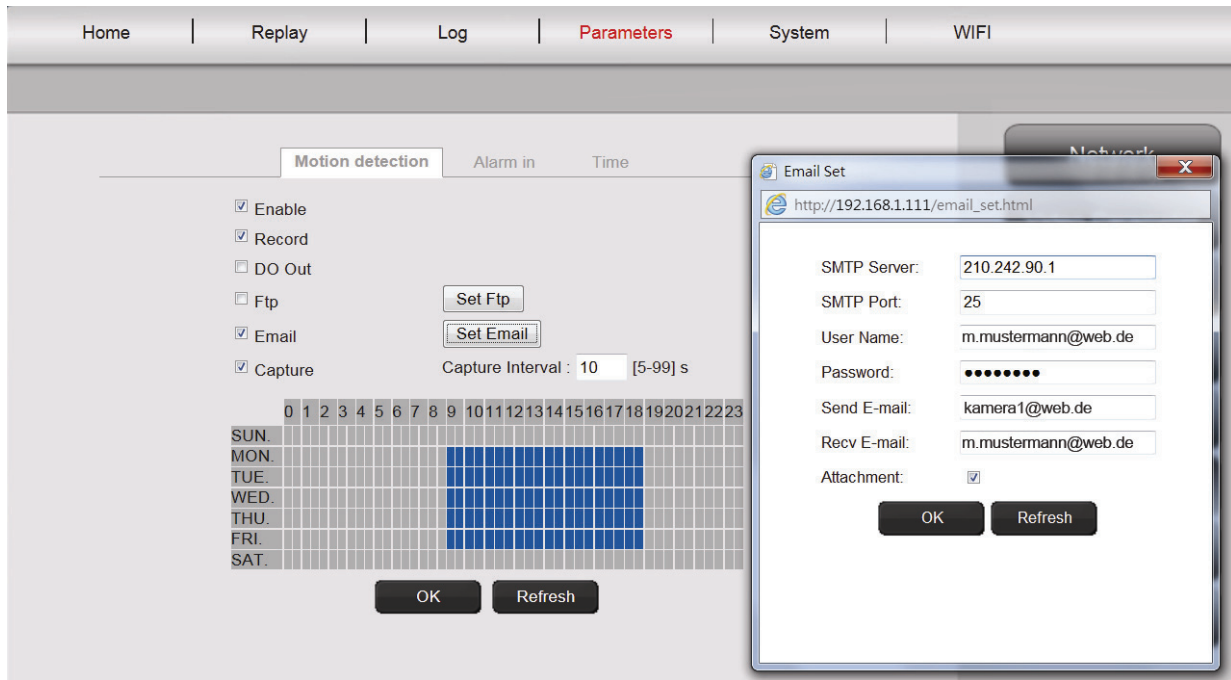 Home | Replay | Log | Parameters | System | WIFI
Network
Motion detection Alarm in Time
Enable
Record
DO Out
Ftp Set Ftp
Email Set Email
Capture Capture Interval : 10 [5-99] s
0 1 2 3 4 5 6 7 8 9 10 11 12 13 14 15 16 17 18 19 20 21 22 23
SUN.
MON.
TUE.
WED.
THU.
FRI.
SAT.
OK Refresh
Email Set X
http://192.168.1.111/email_set.html
SMTP Server: 210.242.90.1
SMTP Port: 25
User Name: m.mustermann@web.de
Password: ●●●●●●●●
Send E-mail: kamera1@web.de
Recv E-mail: m.mustermann@web.de
Attachment:
OK Refresh